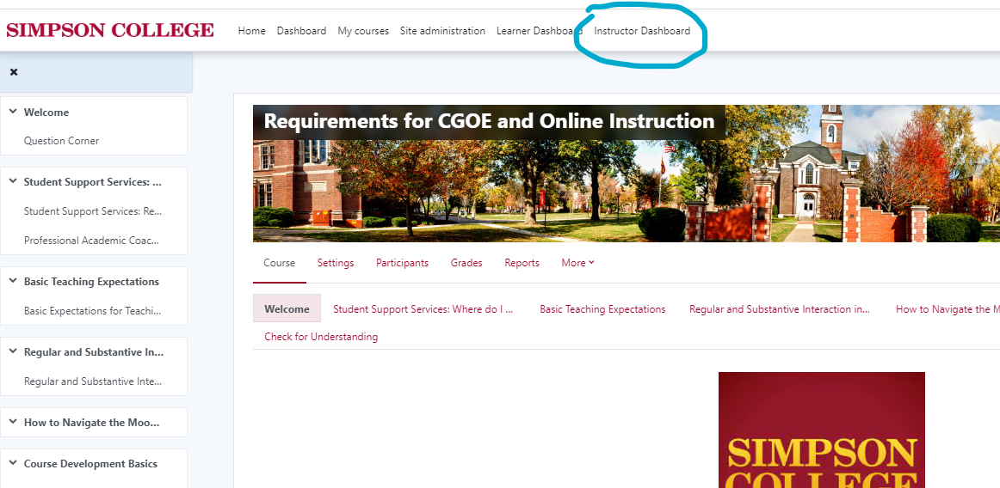 SIMPSON COLLEGE
Home Dashboard My courses Site administration Learner Dashboard Instructor Dashboard
Welcome
Question Corner
Student Support Services: ...
Student Support Services: Re...
Professional Academic Coac...
Basic Teaching Expectations
Basic Expectations for Teachi...
Regular and Substantive In...
Regular and Substantive Inte...
How to Navigate the Moo...
Course Development Basics
Requirements for CGOE and Online Instruction
Course Settings Participants Grades Reports More
Welcome Student Support Services: Where do I ... Basic Teaching Expectations Regular and Substantive Interaction in... How to Navigate the M
Check for Understanding
SIMPSON
COLLEGE